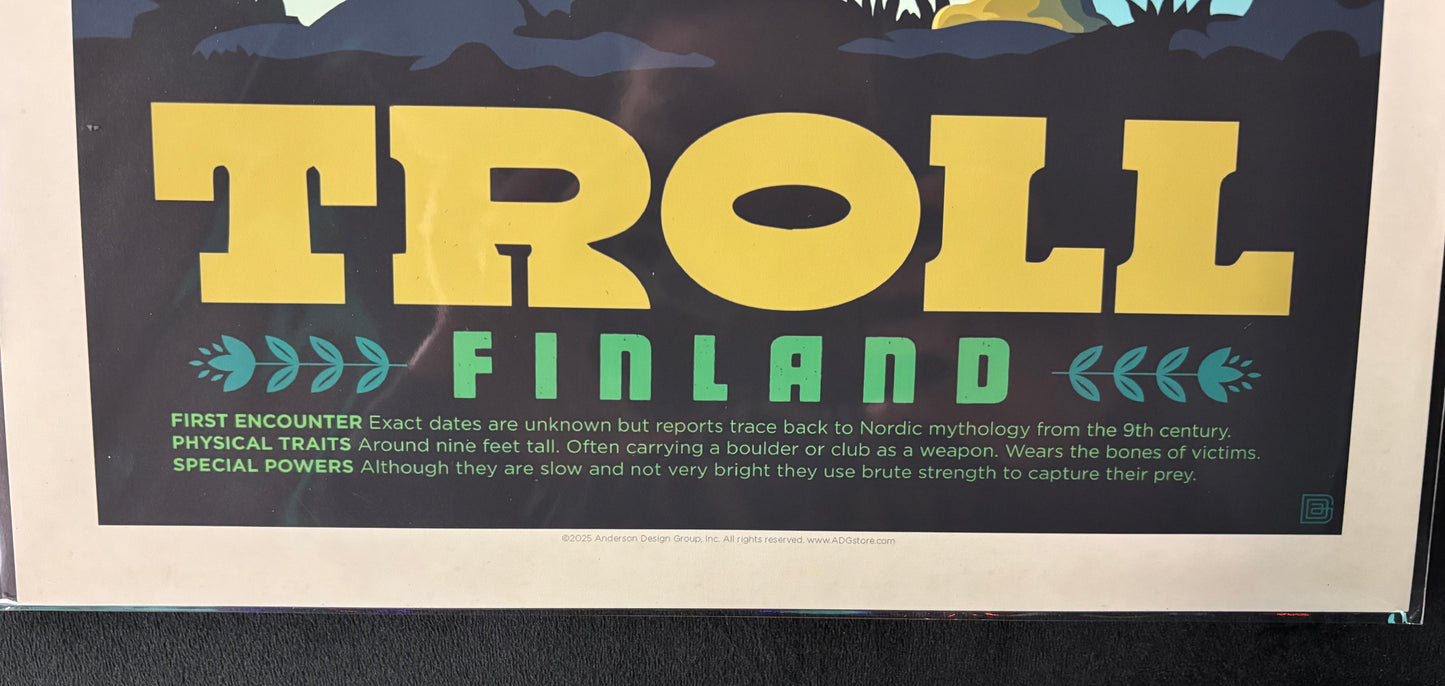 TROLL
FINLAND
FIRST ENCOUNTER Exact dates are unknown but reports trace back to Nordic mythology from the 9th century.
PHYSICAL TRAITS Around nine feet tall. Often carrying a boulder or club as a weapon. Wears the bones of victims.
SPECIAL POWERS Although they are slow and not very bright they use brute strength to capture their prey.
©2025 Anderson Design Group, Inc. All rights reserved. www.ADGstore.com